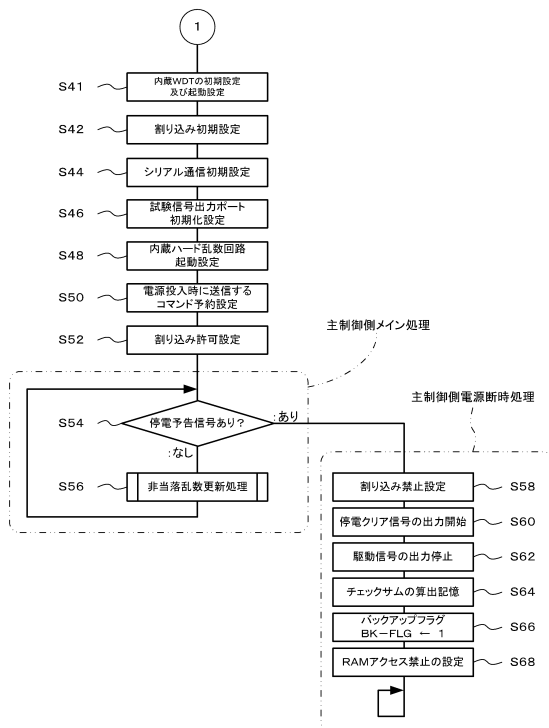 1
S41
内蔵WDTの初期設定
及び起動設定
S42
割り込み初期設定
S44
シリアル通信初期設定
S46
試験信号出力ポート
初期化設定
S48
内蔵ハード乱数回路
起動設定
S50
電源投入時に送信する
コマンド予約設定
S52
割り込み許可設定
主制御側メイン処理
S54
停電予告信号あり?
:あり
:なし
S56
非当落乱数更新処理
主制御側電源断時処理
割り込み禁止設定
S58
停電クリア信号の出力開始
S60
駆動信号の出力停止
S62
チェックサムの算出記憶
S64
バックアップフラグ
BK-FLG ← 1
S66
RAMアクセス禁止の設定
S68